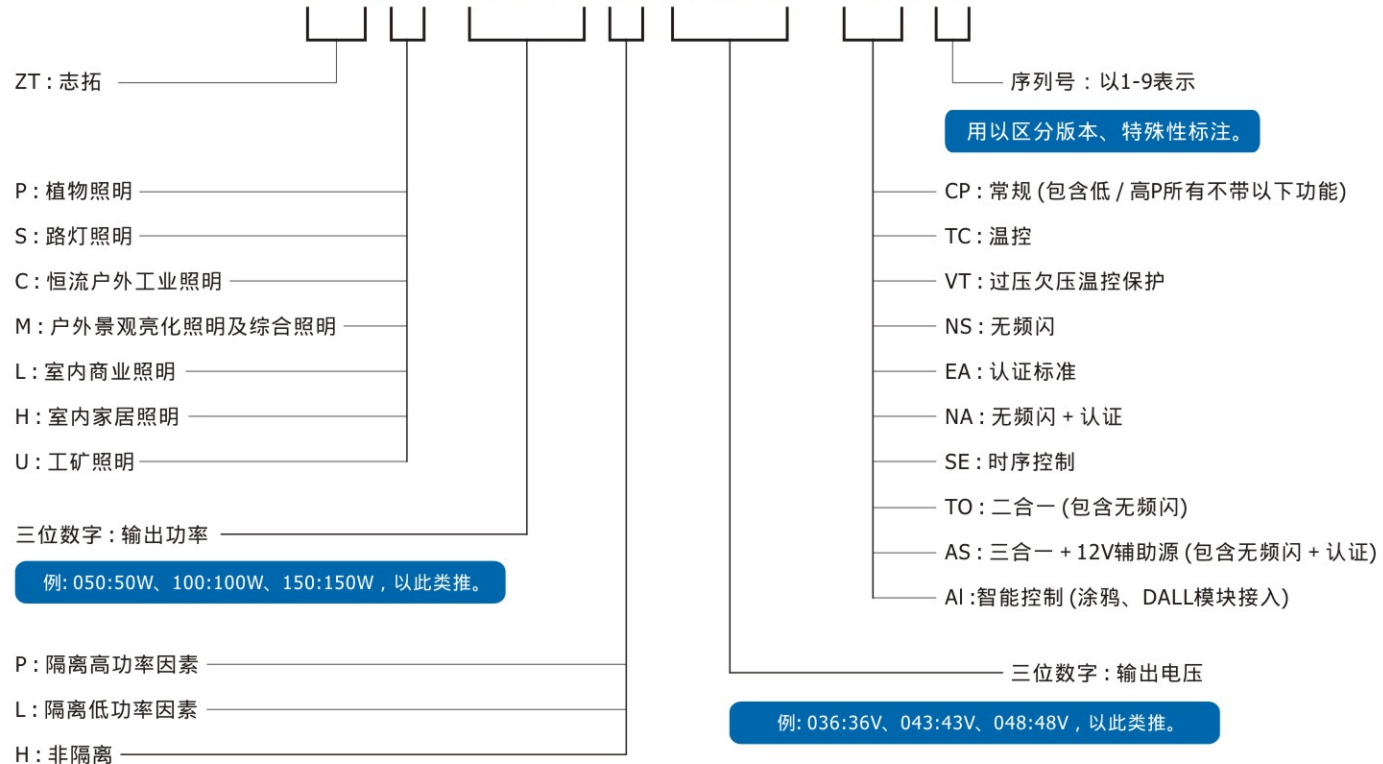 ZT : 志拓
序列号 : 以1-9表示
用以区分版本、特殊性标注。
P : 植物照明
S : 路灯照明
C : 恒流户外工业照明
M : 户外景观亮化照明及综合照明
L : 室内商业照明
H : 室内家居照明
U : 工矿照明
CP : 常规 (包含低 / 高P所有不带以下功能)
TC : 温控
VT : 过压欠压温控保护
NS : 无频闪
EA : 认证标准
NA : 无频闪 + 认证
SE : 时序控制
TO : 二合一 (包含无频闪)
AS : 三合一 + 12V辅助源 (包含无频闪 + 认证)
Al :智能控制 (涂鸦、DALL模块接入)
三位数字 : 输出功率
例: 050:50W、100:100W、150:150W , 以此类推。
P : 隔离高功率因素
L : 隔离低功率因素
H : 非隔离
三位数字 : 输出电压
例: 036:36V、043:43V、048:48V , 以此类推。